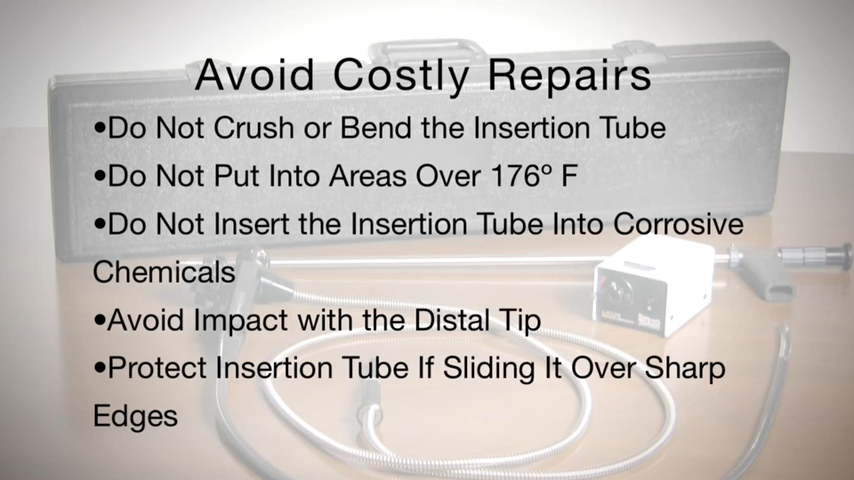 Avoid Costly Repairs
•Do Not Crush or Bend the Insertion Tube
•Do Not Put Into Areas Over 176º F
•Do Not Insert the Insertion Tube Into Corrosive
Chemicals
•Avoid Impact with the Distal Tip
•Protect Insertion Tube If Sliding It Over Sharp
Edges